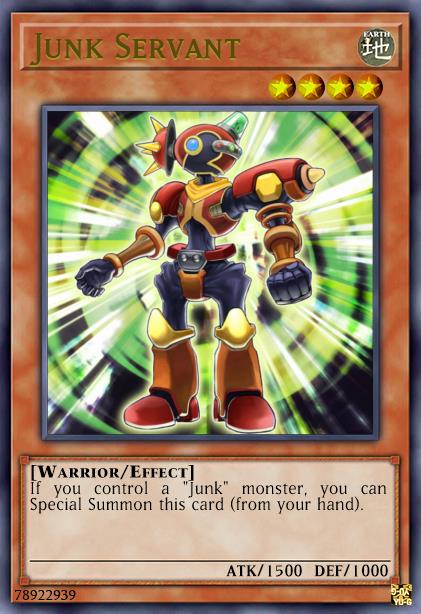 JUNK SERVANT
EARTH
地
[WARRIOR/EFFECT]
If you control a "Junk" monster, you can
Special Summon this card (from your hand).
ATK/1500 DEF/1000
78922939